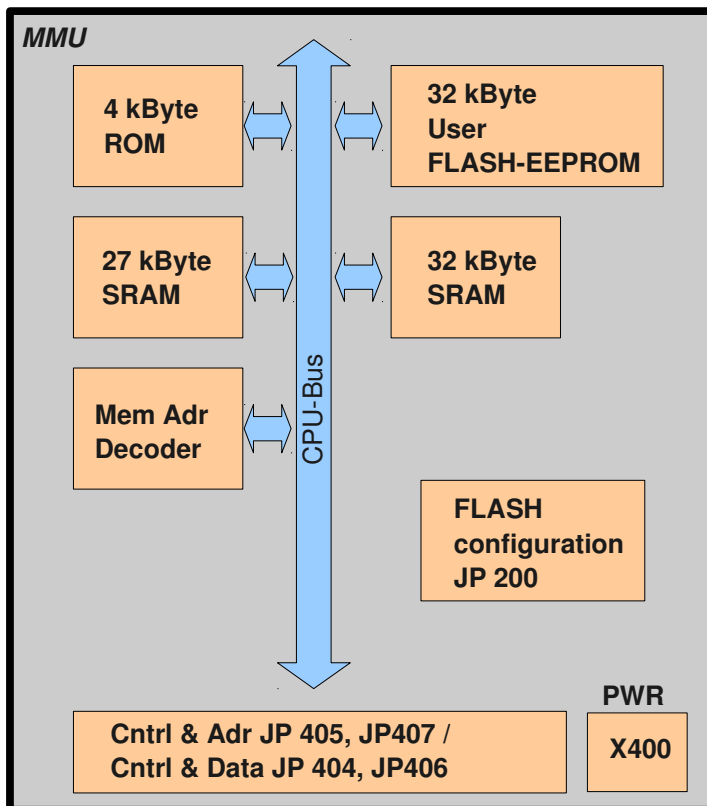 MMU
4 kByte
ROM
32 kByte
User
FLASH-EEPROM
27 kByte
SRAM
32 kByte
SRAM
CPU-Bus
Mem Adr
Decoder
FLASH
configuration
JP 200
PWR
Cntrl & Adr JP 405, JP407 /
Cntrl & Data JP 404, JP406
X400